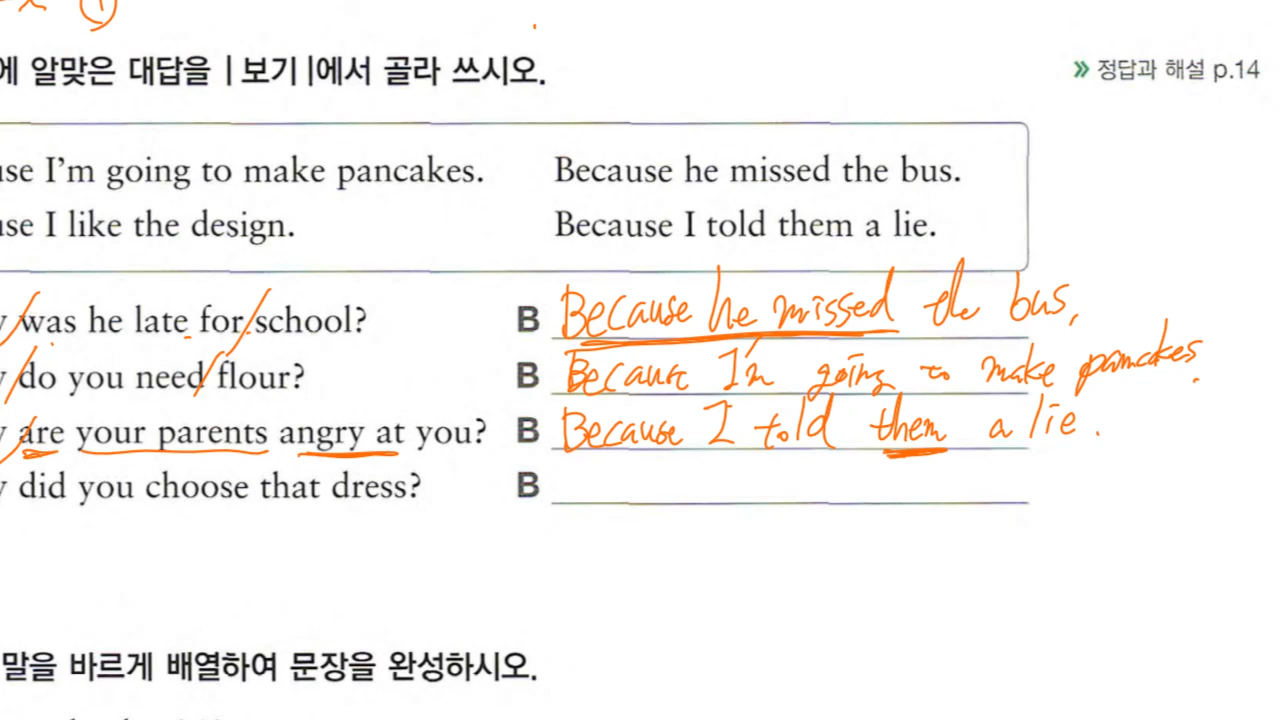 ①
에 알맞은 대답을 | 보기 |에서 골라 쓰시오.
» 정답과 해설 p.14
use I'm going to make pancakes. Because he missed the bus.
use I like the design. Because I told them a lie.
y was he late for school? B Because he missed the bus.
y do you need flour? B Because I'm going to make pancakes.
y are your parents angry at you? B Because I told them a lie.
y did you choose that dress? B
말을 바르게 배열하여 문장을 완성하시오.